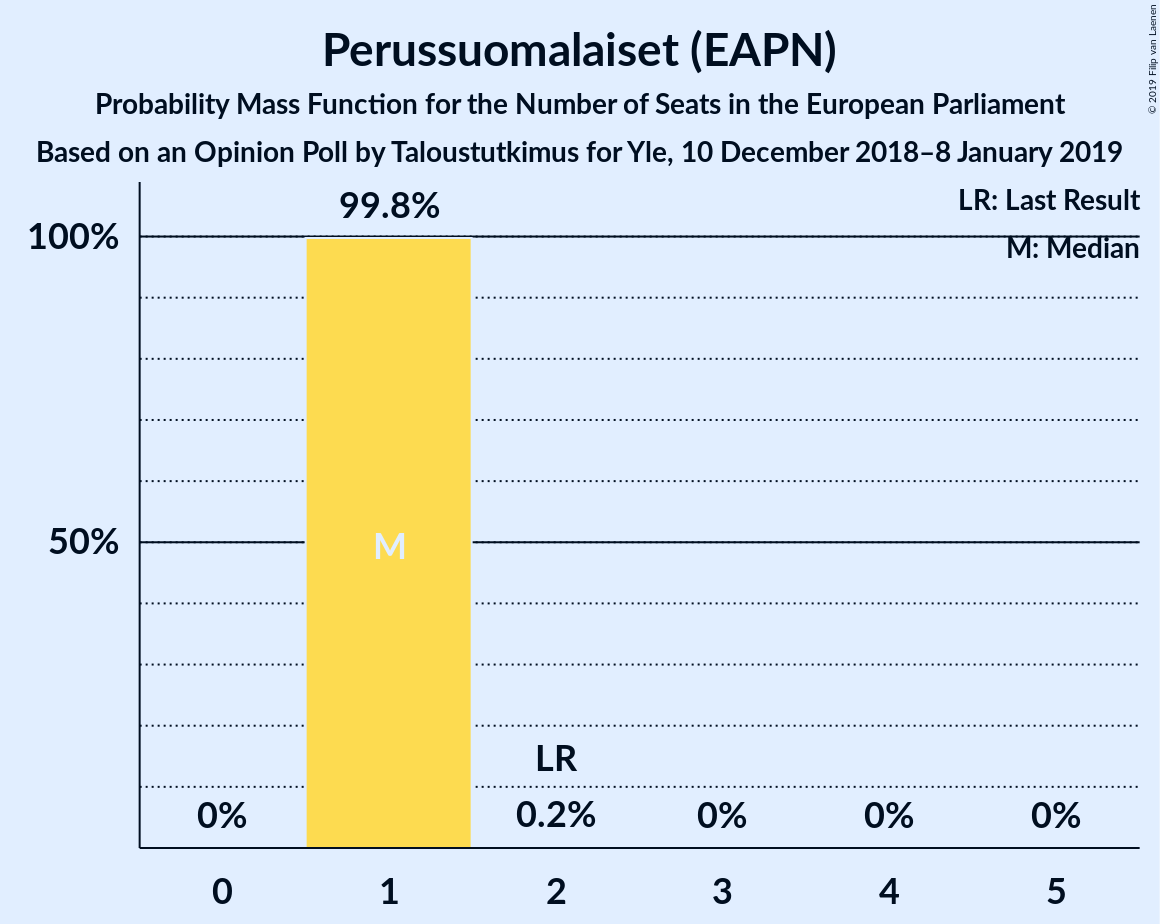 Perussuomalaiset (EAPN)
Probability Mass Function for the Number of Seats in the European Parliament
Based on an Opinion Poll by Taloustutkimus for Yle, 10 December 2018–8 January 2019
© 2019 Filip van Laenen
LR: Last Result
M: Median
99.8%
100%
50%
M
LR
0% 0.2% 0% 0% 0%
0 1 2 3 4 5